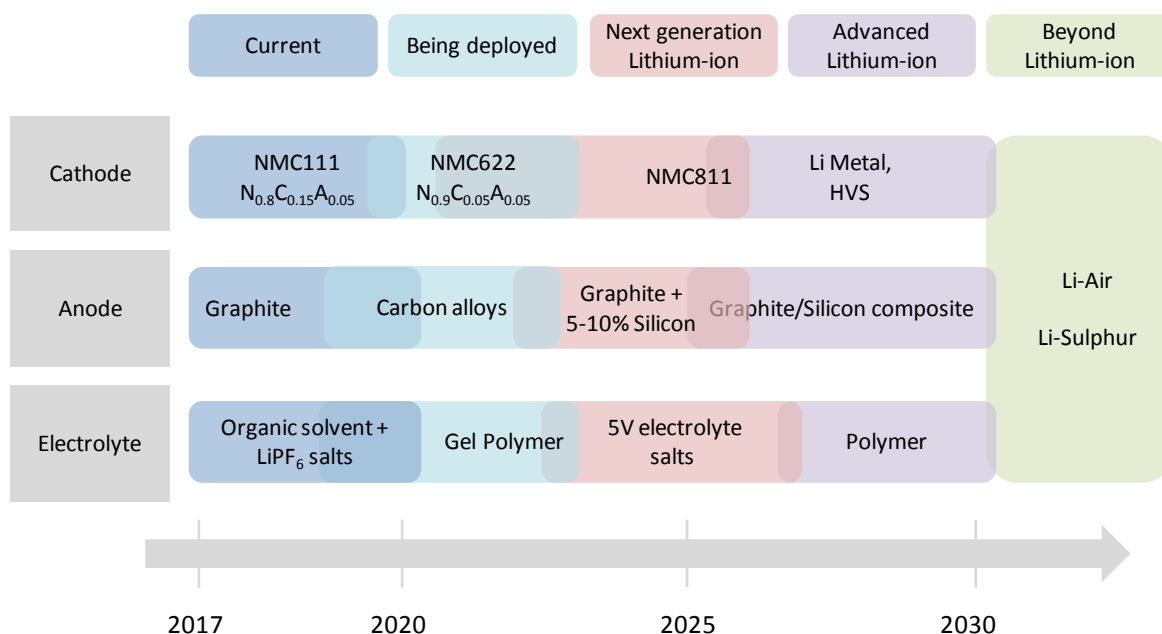 Current
Being deployed
Next generation
Lithium-ion
Advanced
Lithium-ion
Beyond
Lithium-ion
Cathode
NMC111
N₀.₈C₀.₁₅A₀.₀₅
NMC622
N₀.₉C₀.₀₅A₀.₀₅
NMC811
Li Metal,
HVS
Anode
Graphite
Carbon alloys
Graphite +
5-10% Silicon
Graphite/Silicon composite
Li-Air
Li-Sulphur
Electrolyte
Organic solvent +
LiPF₆ salts
Gel Polymer
5V electrolyte
salts
Polymer
2017
2020
2025
2030